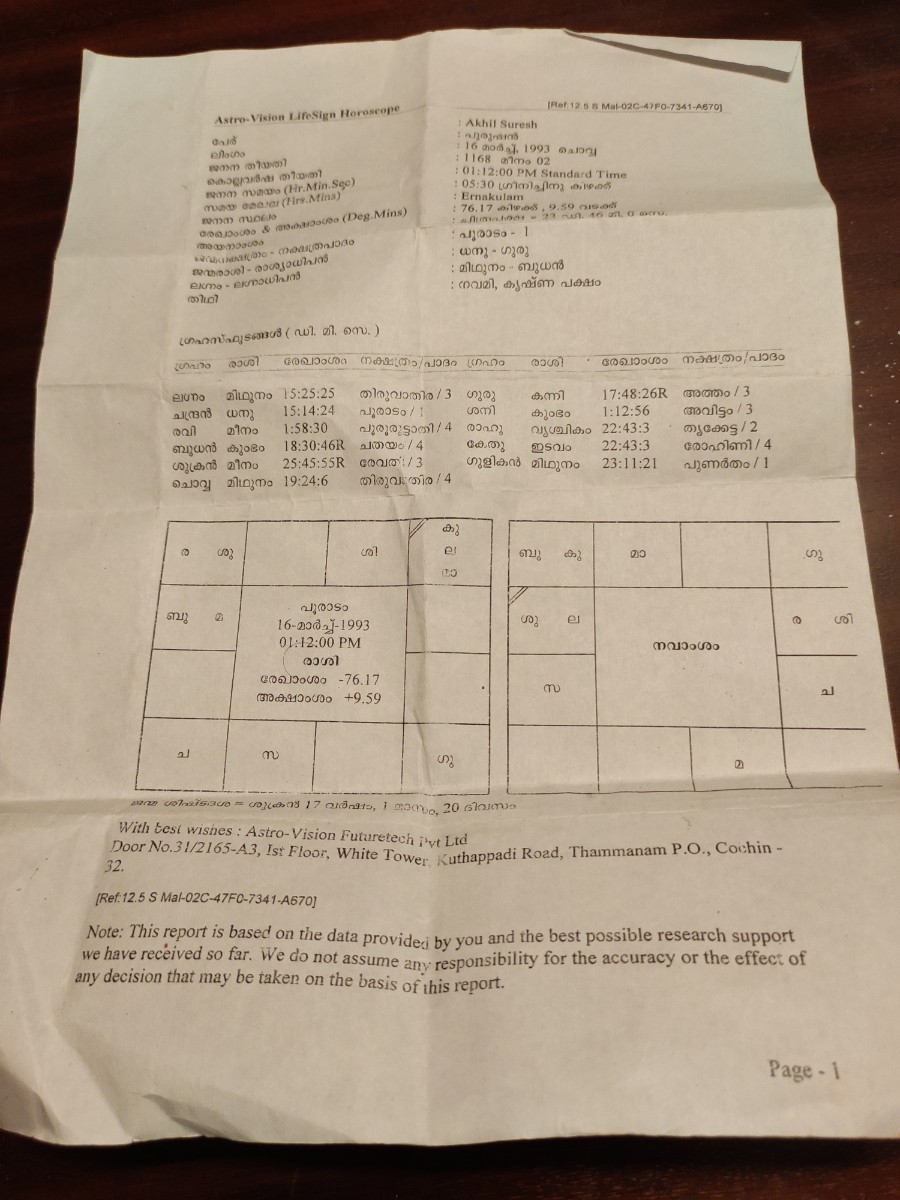 Astro-Vision LifeSign Horoscope
[Ref:12.5 S Mal-02C-47F0-7341-A670]
പേര് : Akhil Suresh
ലിംഗം : പുരുഷൻ
ജനന തിയതി : 16 മാർച്ച്, 1993 ചൊവ്വ
കൊല്ലവർഷ തിയതി : 1168 മീനം 02
ജനന സമയം (Hr.Min.Sec) : 01:12:00 PM Standard Time
സമയ മേഖല (Hrs.Mins) : 05:30 ഗ്രീനിച്ചിനു കിഴക്ക്
ജനന സ്ഥലം : Ernakulam
രേഖാംശം & അക്ഷാംശം (Deg.Mins) : 76.17 കിഴക്ക് , 9.59 വടക്ക്
അയനാംശം : ചിത്രപക്ഷ = 23 ഡി. 46 മി. 0 സെ.
ജന്മനക്ഷത്രം - നക്ഷത്രപാദം : പൂരാടം - 1
ജന്മരാശി - രാശ്യാധിപൻ : ധനു - ഗുരു
ലഗ്നം - ലഗ്നാധിപൻ : മിഥുനം - ബുധൻ
തിഥി : നവമി, കൃഷ്ണ പക്ഷം
ഗ്രഹസ്ഫുടങ്ങൾ ( ഡി. മി. സെ. )
ഗ്രഹം രാശി രേഖാംശം നക്ഷത്രം/പാദം ഗ്രഹം രാശി രേഖാംശം നക്ഷത്രം/പാദം
ലഗ്നം മിഥുനം 15:25:25 തിരുവാതിര / 3 ഗുരു കന്നി 17:48:26R അത്തം / 3
ചന്ദ്രൻ ധനു 15:14:24 പൂരാടം / 1 ശനി കുംഭം 1:12:56 അവിട്ടം / 3
രവി മീനം 1:58:30 പൂരുരുട്ടാതി / 4 രാഹു വൃശ്ചികം 22:43:3 തൃക്കേട്ട / 2
ബുധൻ കുംഭം 18:30:46R ചതയം / 4 കേതു ഇടവം 22:43:3 രോഹിണി / 4
ശുക്രൻ മീനം 25:45:55R രേവതി / 3 ഗുളികൻ മിഥുനം 23:11:21 പുണർതം / 1
ചൊവ്വ മിഥുനം 19:24:6 തിരുവാതിര / 4
ര ശു
ശി
കു
ല
മാ
ബു മ
പൂരാടം
16-മാർച്ച്-1993
01:12:00 PM
രാശി
രേഖാംശം -76.17
അക്ഷാംശം +9.59
ച
സ
ഗു
ബു കു
മാ
ഗു
ശു ല
നവാംശം
ര ശി
സ
ച
മ
ജന്മ ശിഷ്ടദശ = ശുക്രൻ 17 വർഷം, 1 മാസം, 20 ദിവസം
With best wishes : Astro-Vision Futuretech Pvt Ltd
Door No.31/2165-A3, Ist Floor, White Tower, Kuthappadi Road, Thammanam P.O., Cochin -
32.
[Ref:12.5 S Mal-02C-47F0-7341-A670]
Note: This report is based on the data provided by you and the best possible research support
we have received so far. We do not assume any responsibility for the accuracy or the effect of
any decision that may be taken on the basis of this report.
Page - 1